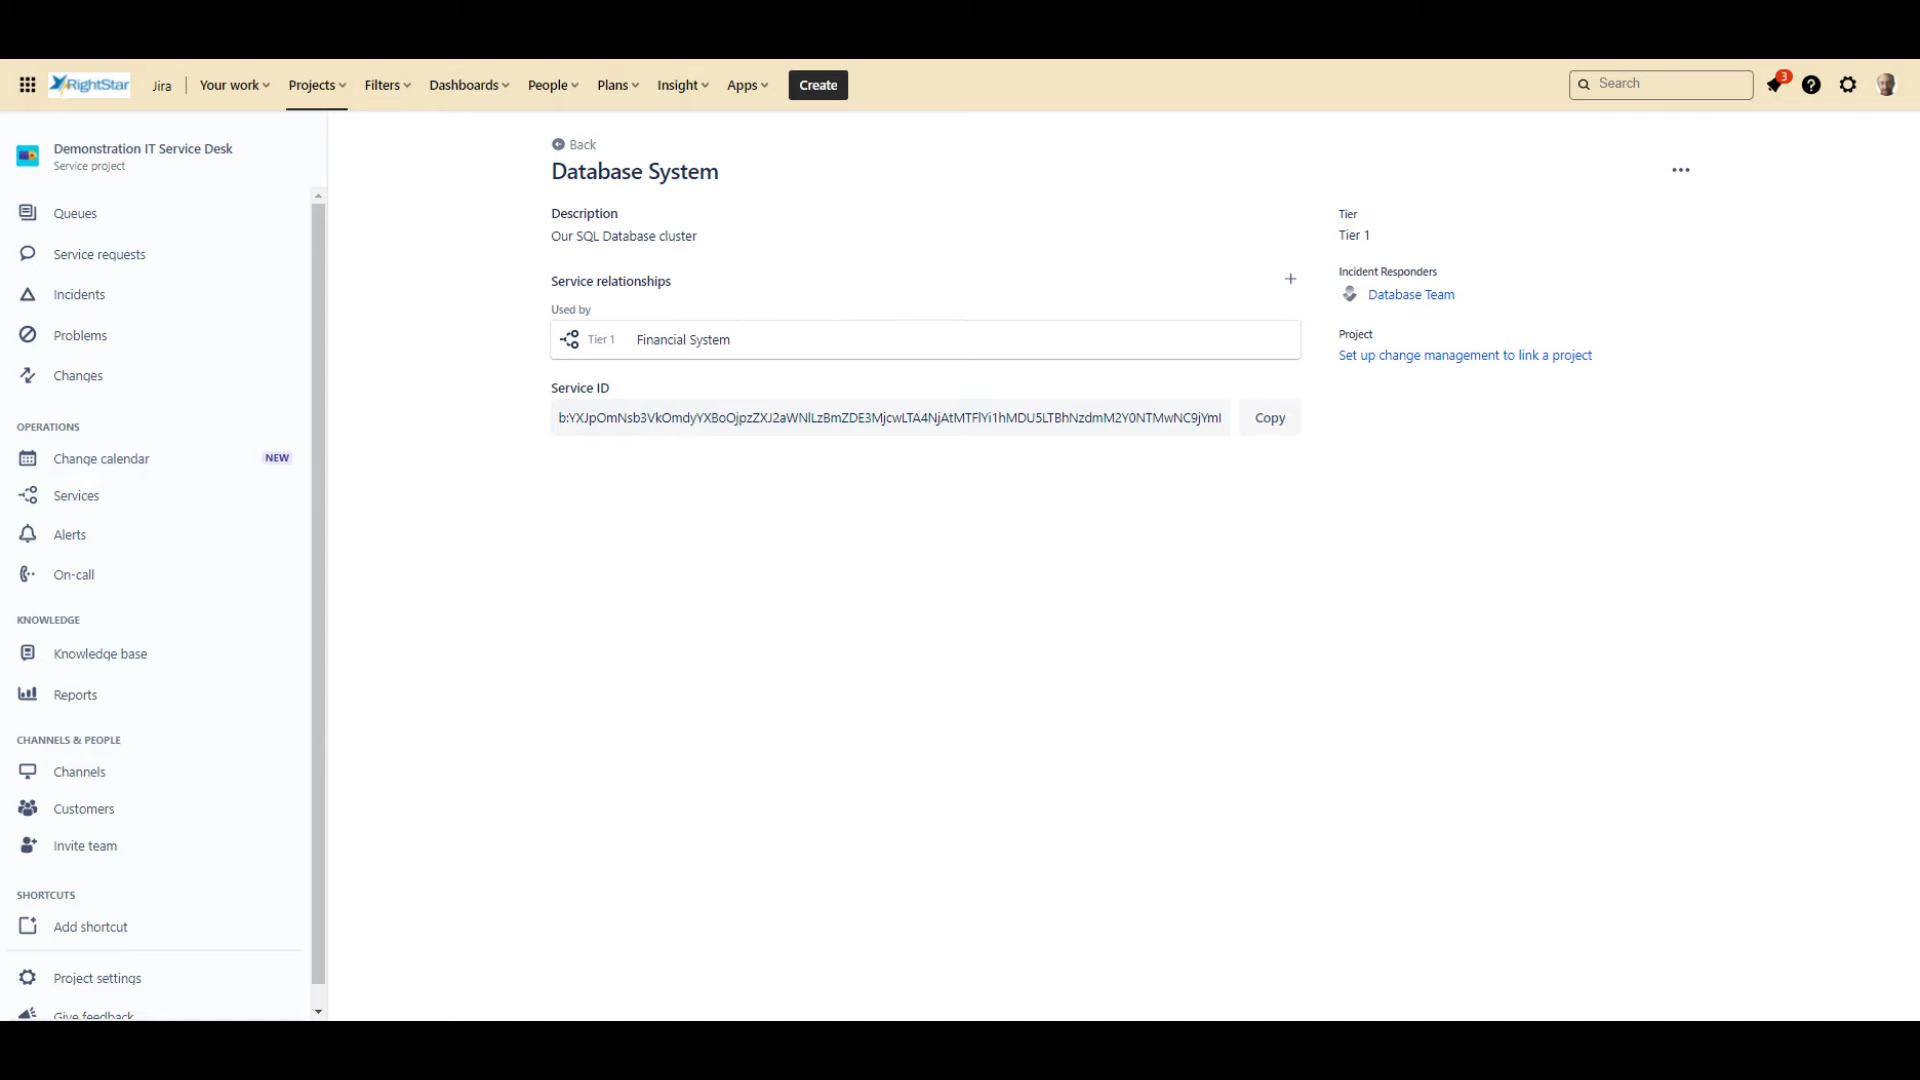 RightStar Jira Your work Projects Filters Dashboards People Plans Insight Apps Create Search 3
Demonstration IT Service Desk
Service project
Queues
Service requests
Incidents
Problems
Changes
OPERATIONS
Change calendar NEW
Services
Alerts
On-call
KNOWLEDGE
Knowledge base
Reports
CHANNELS & PEOPLE
Channels
Customers
Invite team
SHORTCUTS
Add shortcut
Project settings
Give feedback
Back
Database System
Description
Our SQL Database cluster
Service relationships
Used by
Tier 1 Financial System
Service ID
Copy
Tier
Tier 1
Incident Responders
Database Team
Project
Set up change management to link a project